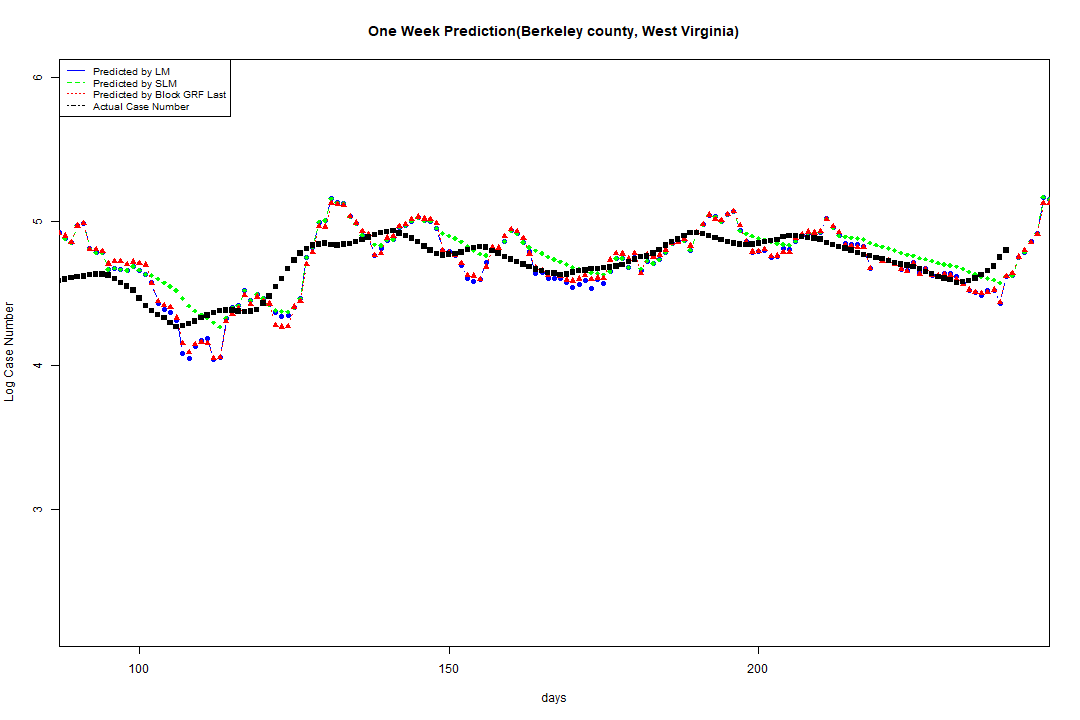 One Week Prediction(Berkeley county, West Virginia)
Predicted by LM
Predicted by SLM
Predicted by Block GRF Last
Actual Case Number
6
5
4
3
Log Case Number
100 150 200
days